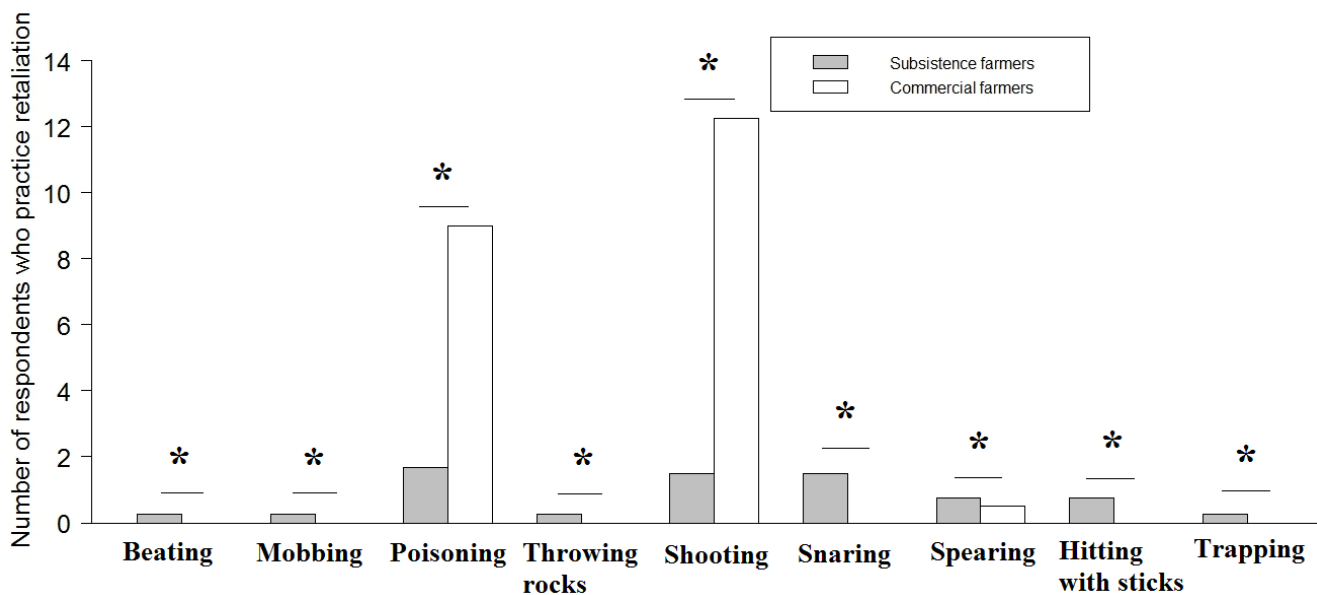 Number of respondents who practice retaliation
14
12
10
8
6
4
2
0
Subsistence farmers
Commercial farmers
*
*
*
*
*
*
*
*
*
Beating
Mobbing
Poisoning
Throwing
rocks
Shooting
Snaring
Spearing
Hitting
with sticks
Trapping